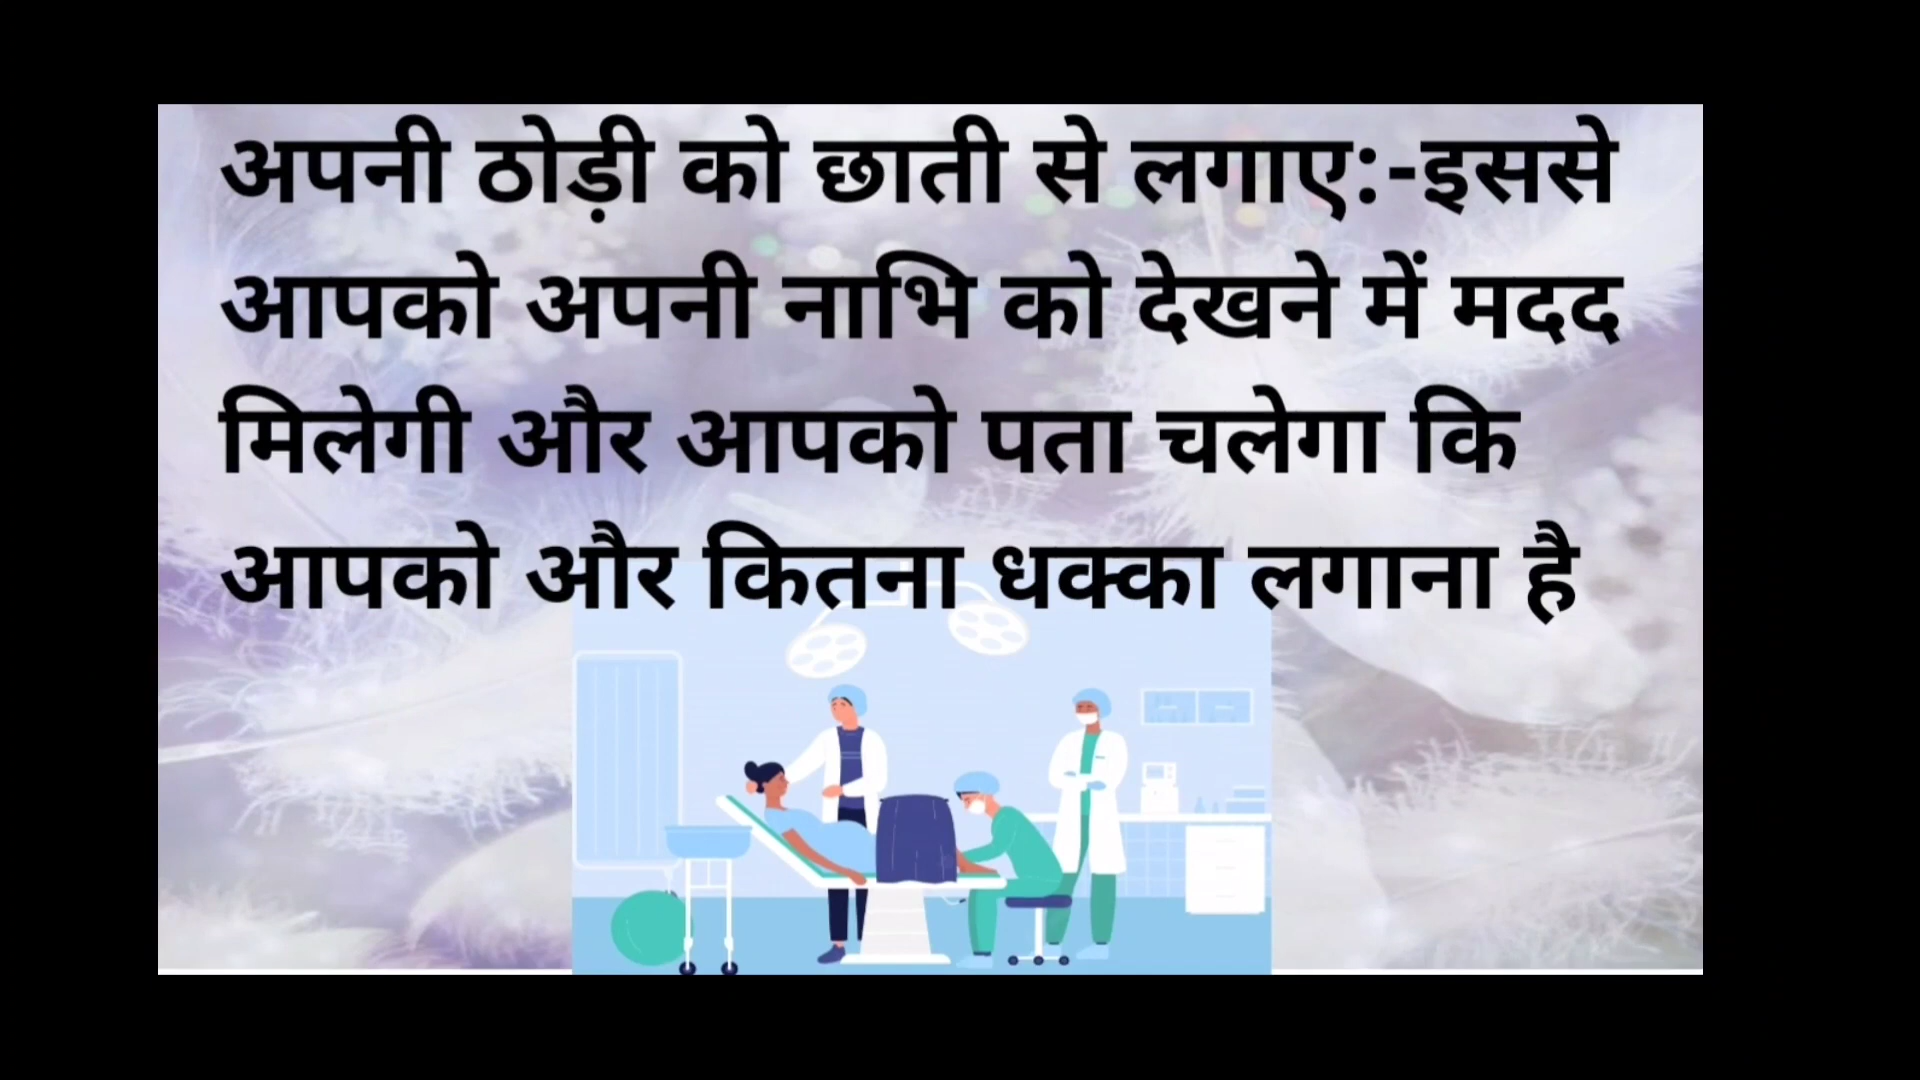 अपनी ठोड़ी को छाती से लगाए:-इससे
आपको अपनी नाभि को देखने में मदद
मिलेगी और आपको पता चलेगा कि
आपको और कितना धक्का लगाना है